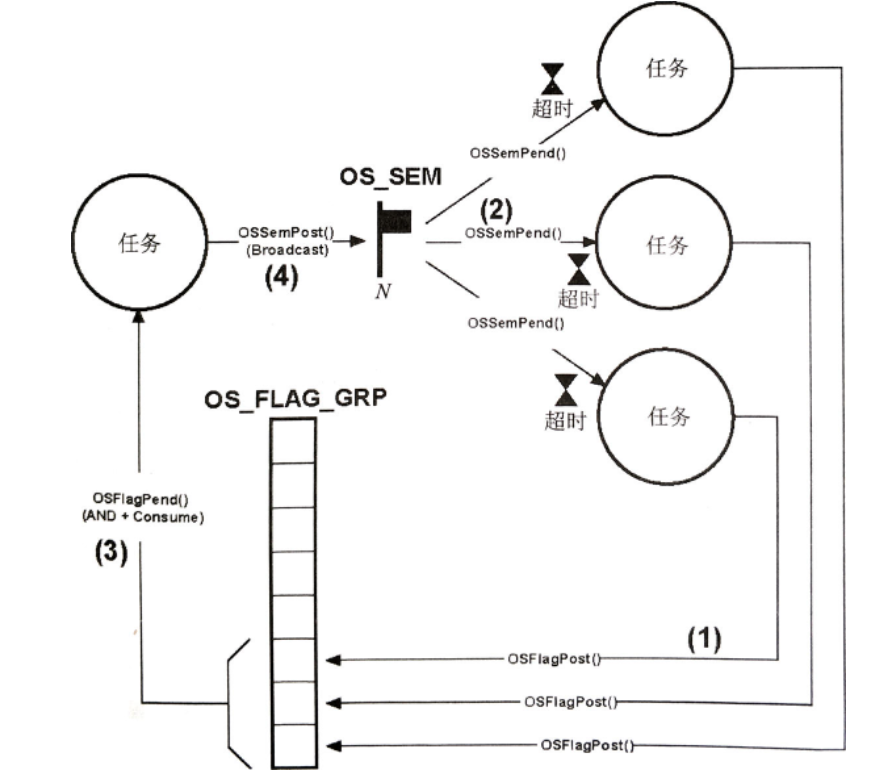 任务
超时
OSSemPend()
OS_SEM
(2)
任务
OSSemPost()
(Broadcast)
OSSemPend()
任务
(4)
超时
N
OSSemPend()
超时
任务
OS_FLAG_GRP
OSFlagPend()
(AND + Consume)
(3)
(1)
OSFlagPost()
OSFlagPost()
OSFlagPost()